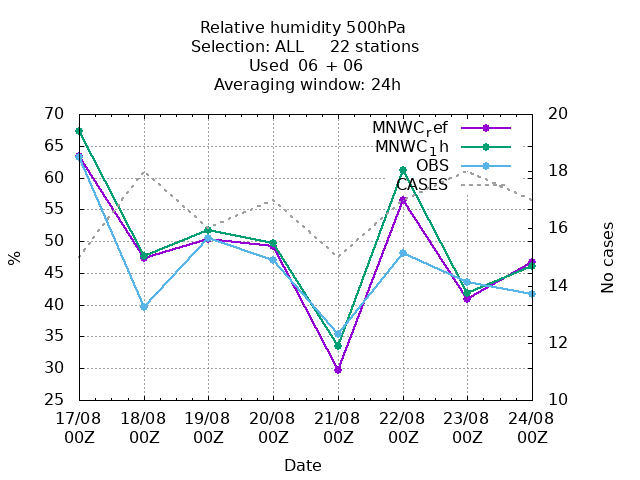 Relative humidity 500hPa
Selection: ALL     22 stations
Used  06 + 06
Averaging window: 24h
70
65
60
55
50
45
40
35
30
25
%
20
18
16
14
12
10
No cases
MNWCref
MNWC1h
OBS
CASES
17/08 18/08 19/08 20/08 21/08 22/08 23/08 24/08
00Z 00Z 00Z 00Z 00Z 00Z 00Z 00Z
Date